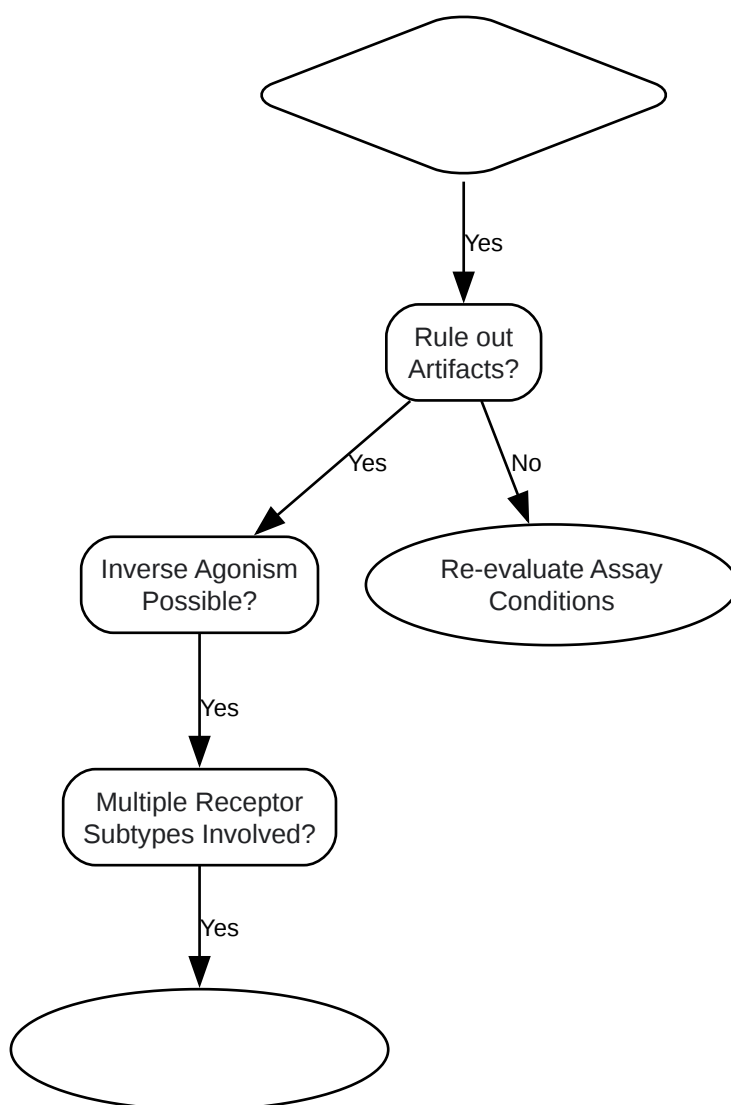 Yes
Rule out
Artifacts?
Yes
No
Inverse Agonism
Possible?
Re-evaluate Assay
Conditions
Yes
Multiple Receptor
Subtypes Involved?
Yes